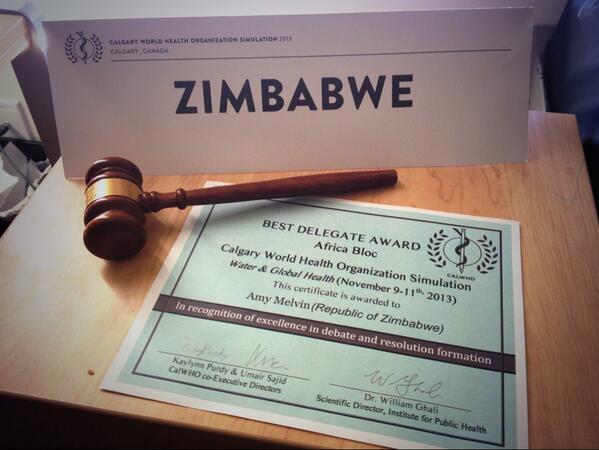 CALGARY WORLD HEALTH ORGANIZATION SIMULATION 2013
CALGARY, CANADA
ZIMBABWE
BEST DELEGATE AWARD
Africa Bloc
Calgary World Health Organization Simulation
Water & Global Health (November 9-11th, 2013)
This certificate is awarded to
Amy Melvin (Republic of Zimbabwe)
CALWHO
In recognition of excellence in debate and resolution formation
Kaylynn Purdy & Umair Sajid
CalWHO co-Executive Directors
W Ghali
Dr. William Ghali
Scientific Director, Institute for Public Health